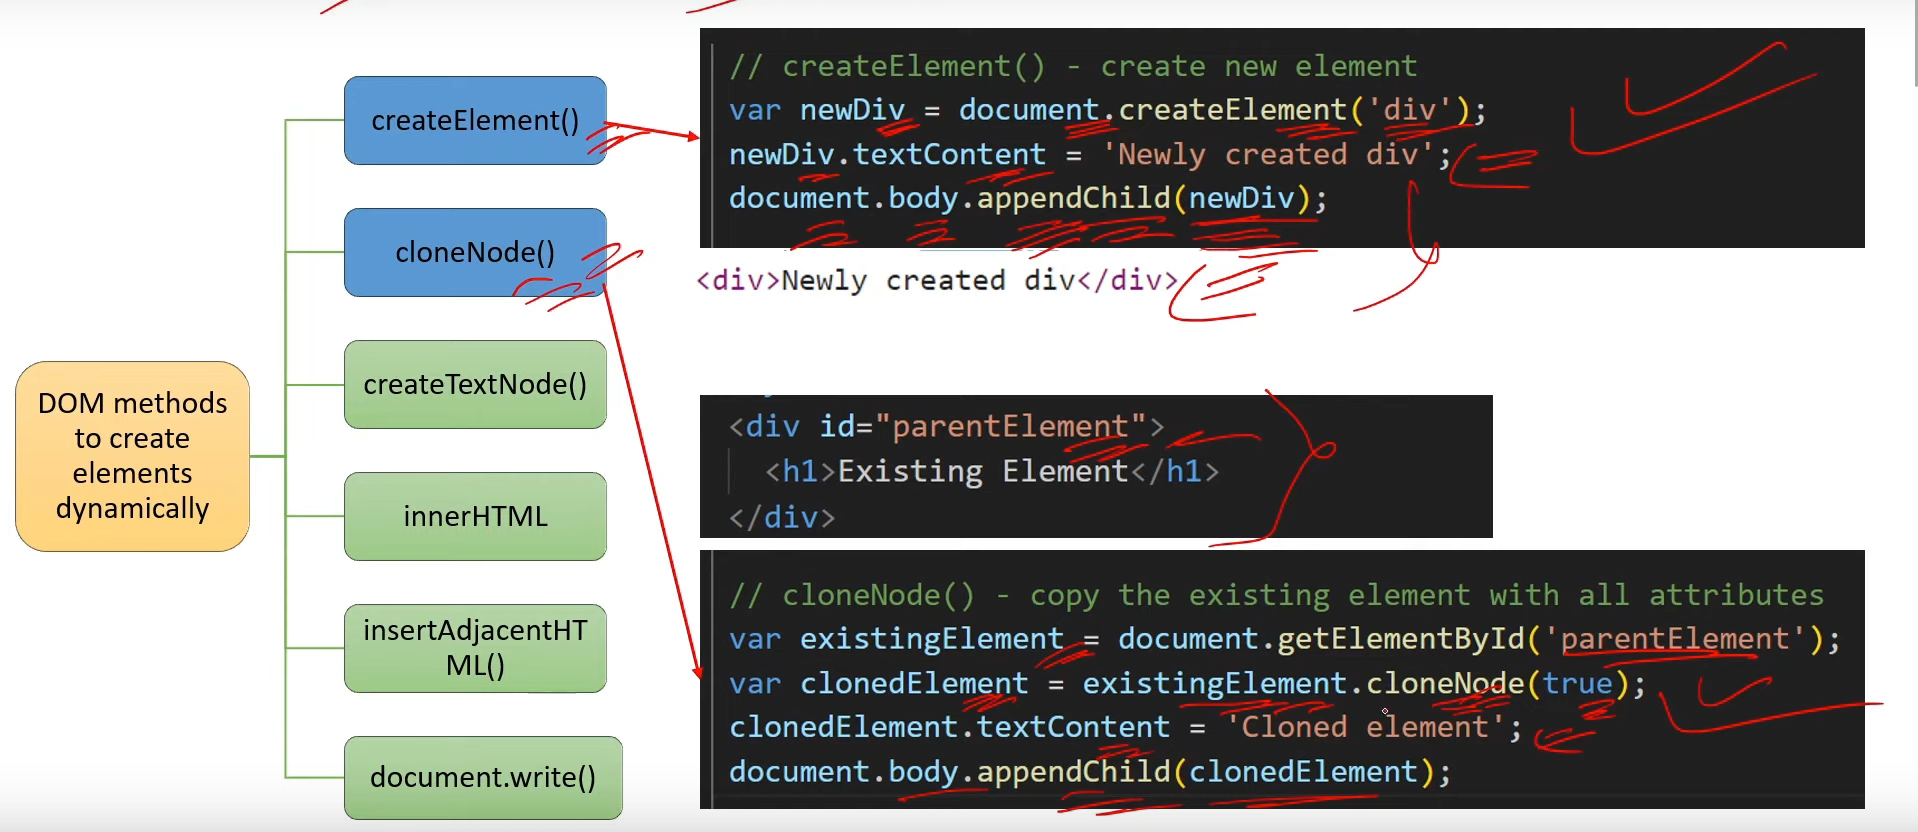 DOM methods
to create
elements
dynamically
createElement()
cloneNode()
createTextNode()
innerHTML
insertAdjacentHT
ML()
document.write()
// createElement() - create new element
var newDiv = document.createElement('div');
newDiv.textContent = 'Newly created div';
document.body.appendChild(newDiv);
<div>Newly created div</div>
<div id="parentElement">
<h1>Existing Element</h1>
</div>
// cloneNode() - copy the existing element with all attributes
var existingElement = document.getElementById('parentElement');
var clonedElement = existingElement.cloneNode(true);
clonedElement.textContent = 'Cloned element';
document.body.appendChild(clonedElement);